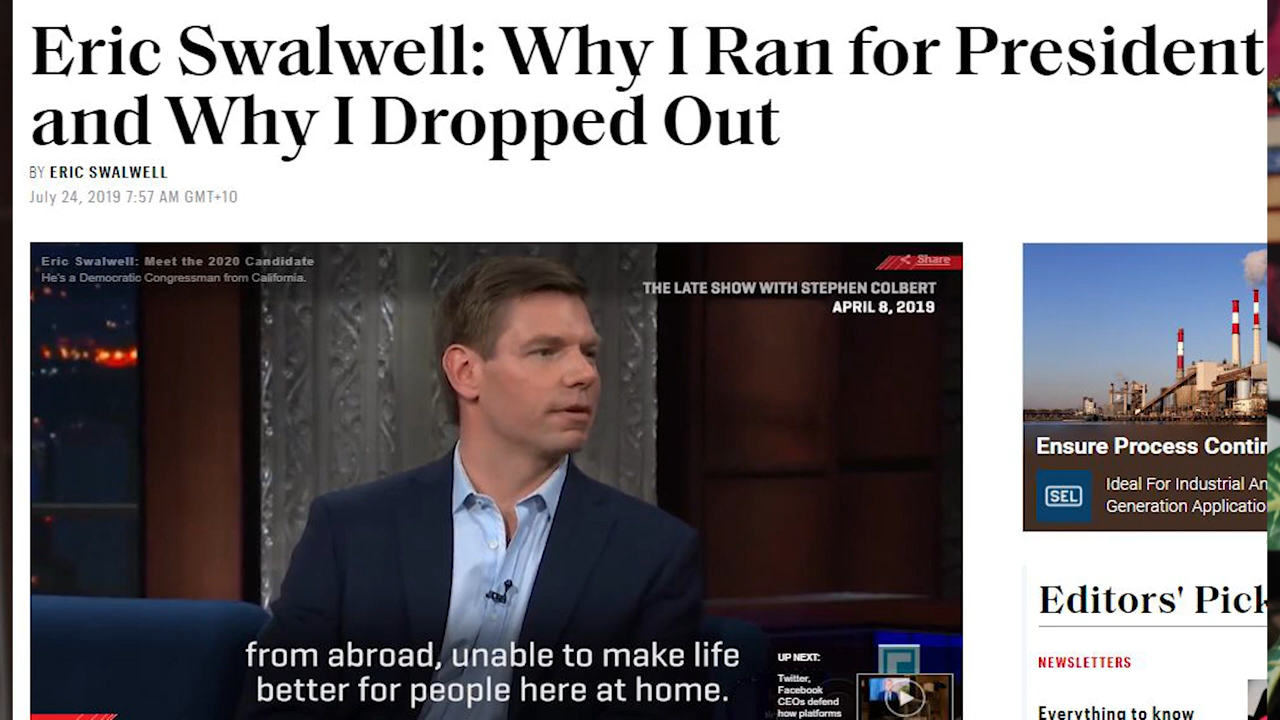 Eric Swalwell: Why I Ran for President
and Why I Dropped Out
BY ERIC SWALWELL
July 24, 2019 7:57 AM GMT+10
Eric Swalwell: Meet the 2020 Candidate
He's a Democratic Congressman from California.
Share
THE LATE SHOW WITH STEPHEN COLBERT
APRIL 8, 2019
from abroad, unable to make life
better for people here at home.
UP NEXT:
Twitter,
Facebook
CEOs defend
how platforms
Ensure Process Contin
SEL
Ideal For Industrial An
Generation Applicatio
Editors' Pick
NEWSLETTERS
Everything to know